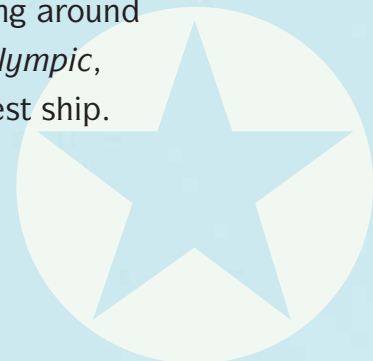 ng around
lympic,
est ship.